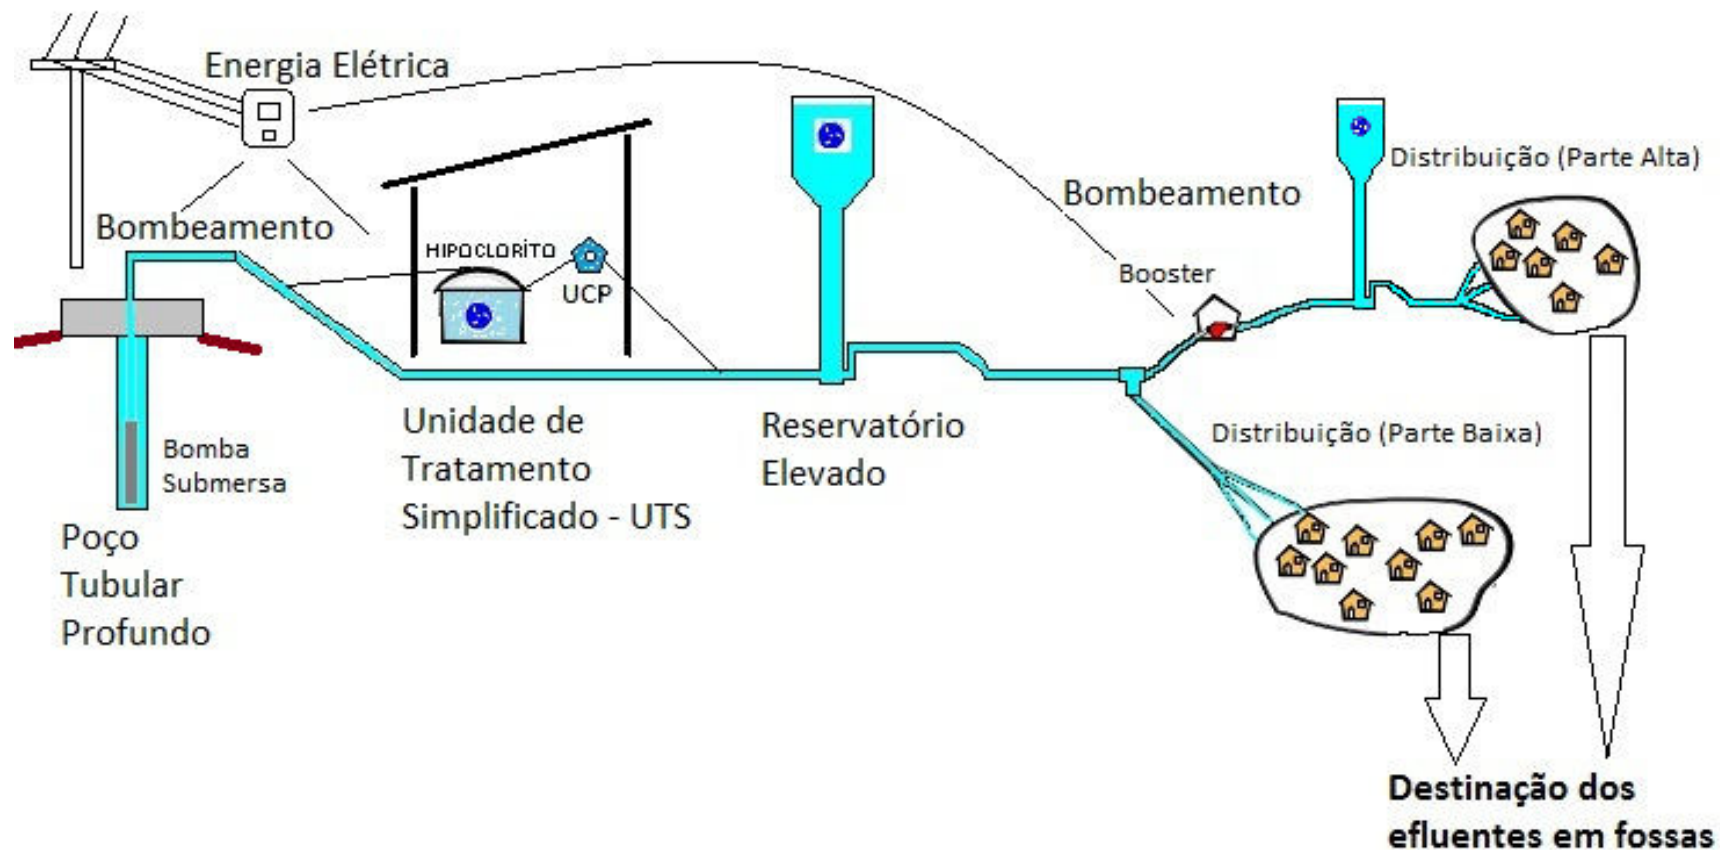 Energia Elétrica
Bombeamento
HIPOCLORÍTO
UCP
Bombeamento
Booster
Distribuição (Parte Alta)
Bomba
Submersa
Poço
Tubular
Profundo
Unidade de
Tratamento
Simplificado - UTS
Reservatório
Elevado
Distribuição (Parte Baixa)
Destinação dos
efluentes em fossas